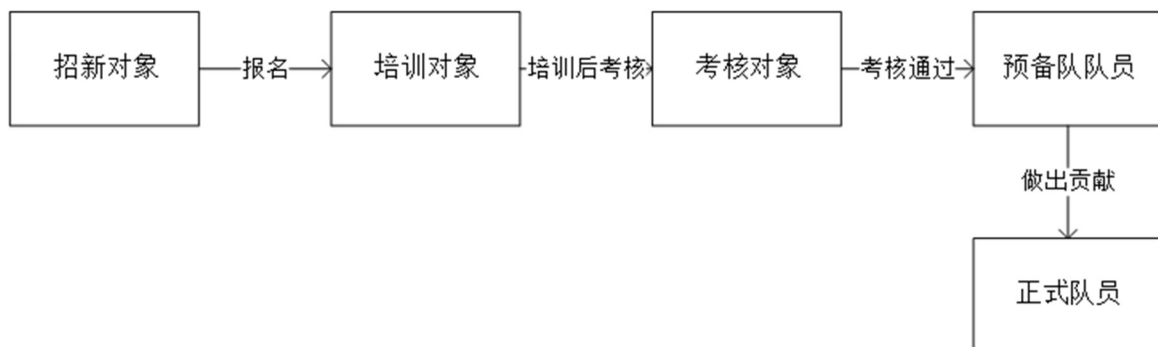 招新对象
报名
培训对象
培训后考核
考核对象
考核通过
预备队队员
做出贡献
正式队员